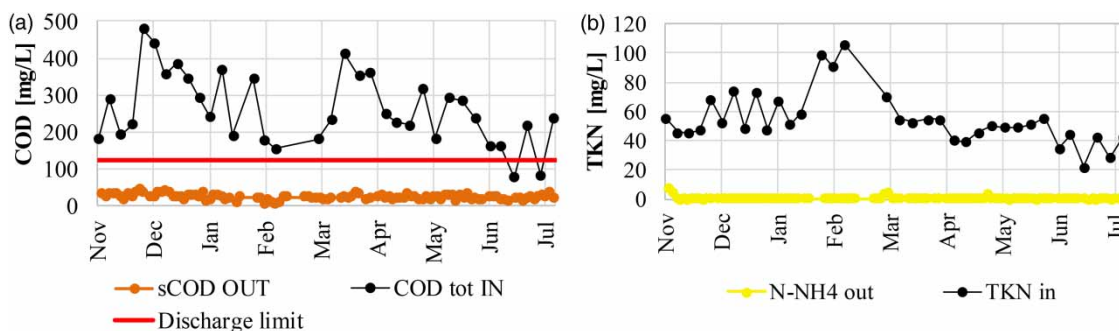 (a)
COD [mg/L]
500
400
300
200
100
0
Nov Dec Jan Feb Mar Apr May Jun Jul
sCOD OUT
COD tot IN
Discharge limit
(b)
TKN [mg/L]
120
100
80
60
40
20
0
Nov Dec Jan Feb Mar Apr May Jun Jul
N-NH4 out
TKN in